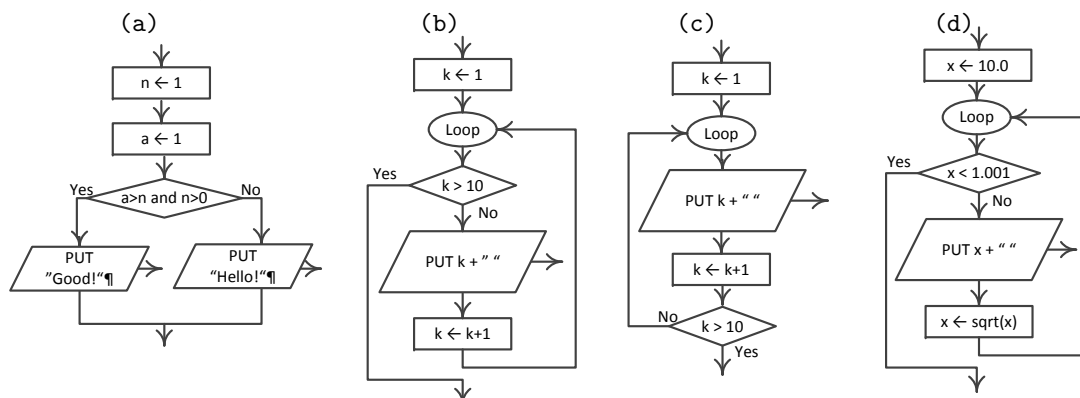 (a)
n ← 1
a ← 1
Yes
a>n and n>0
No
PUT
”Good!“¶
PUT
“Hello!“¶
(b)
k ← 1
Loop
Yes
k > 10
No
PUT k + ” “
k ← k+1
(c)
k ← 1
Loop
PUT k + “ “
k ← k+1
No
k > 10
Yes
(d)
x ← 10.0
Loop
Yes
x < 1.001
No
PUT x + “ “
x ← sqrt(x)